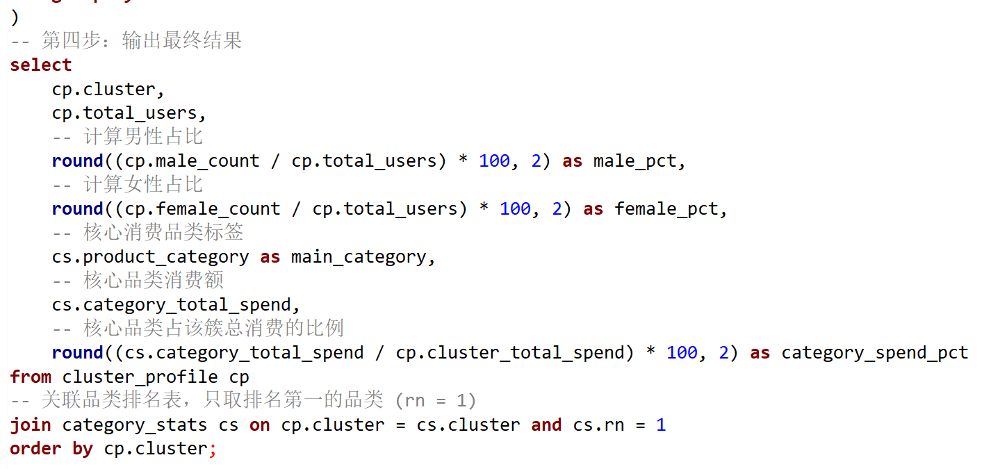 )
-- 第四步：输出最终结果
select
cp.cluster,
cp.total_users,
-- 计算男性占比
round((cp.male_count / cp.total_users) * 100, 2) as male_pct,
-- 计算女性占比
round((cp.female_count / cp.total_users) * 100, 2) as female_pct,
-- 核心消费品类标签
cs.product_category as main_category,
-- 核心品类消费额
cs.category_total_spend,
-- 核心品类占该簇总消费的比例
round((cs.category_total_spend / cp.cluster_total_spend) * 100, 2) as category_spend_pct
from cluster_profile cp
-- 关联品类排名表，只取排名第一的品类 (rn = 1)
join category_stats cs on cp.cluster = cs.cluster and cs.rn = 1
order by cp.cluster;